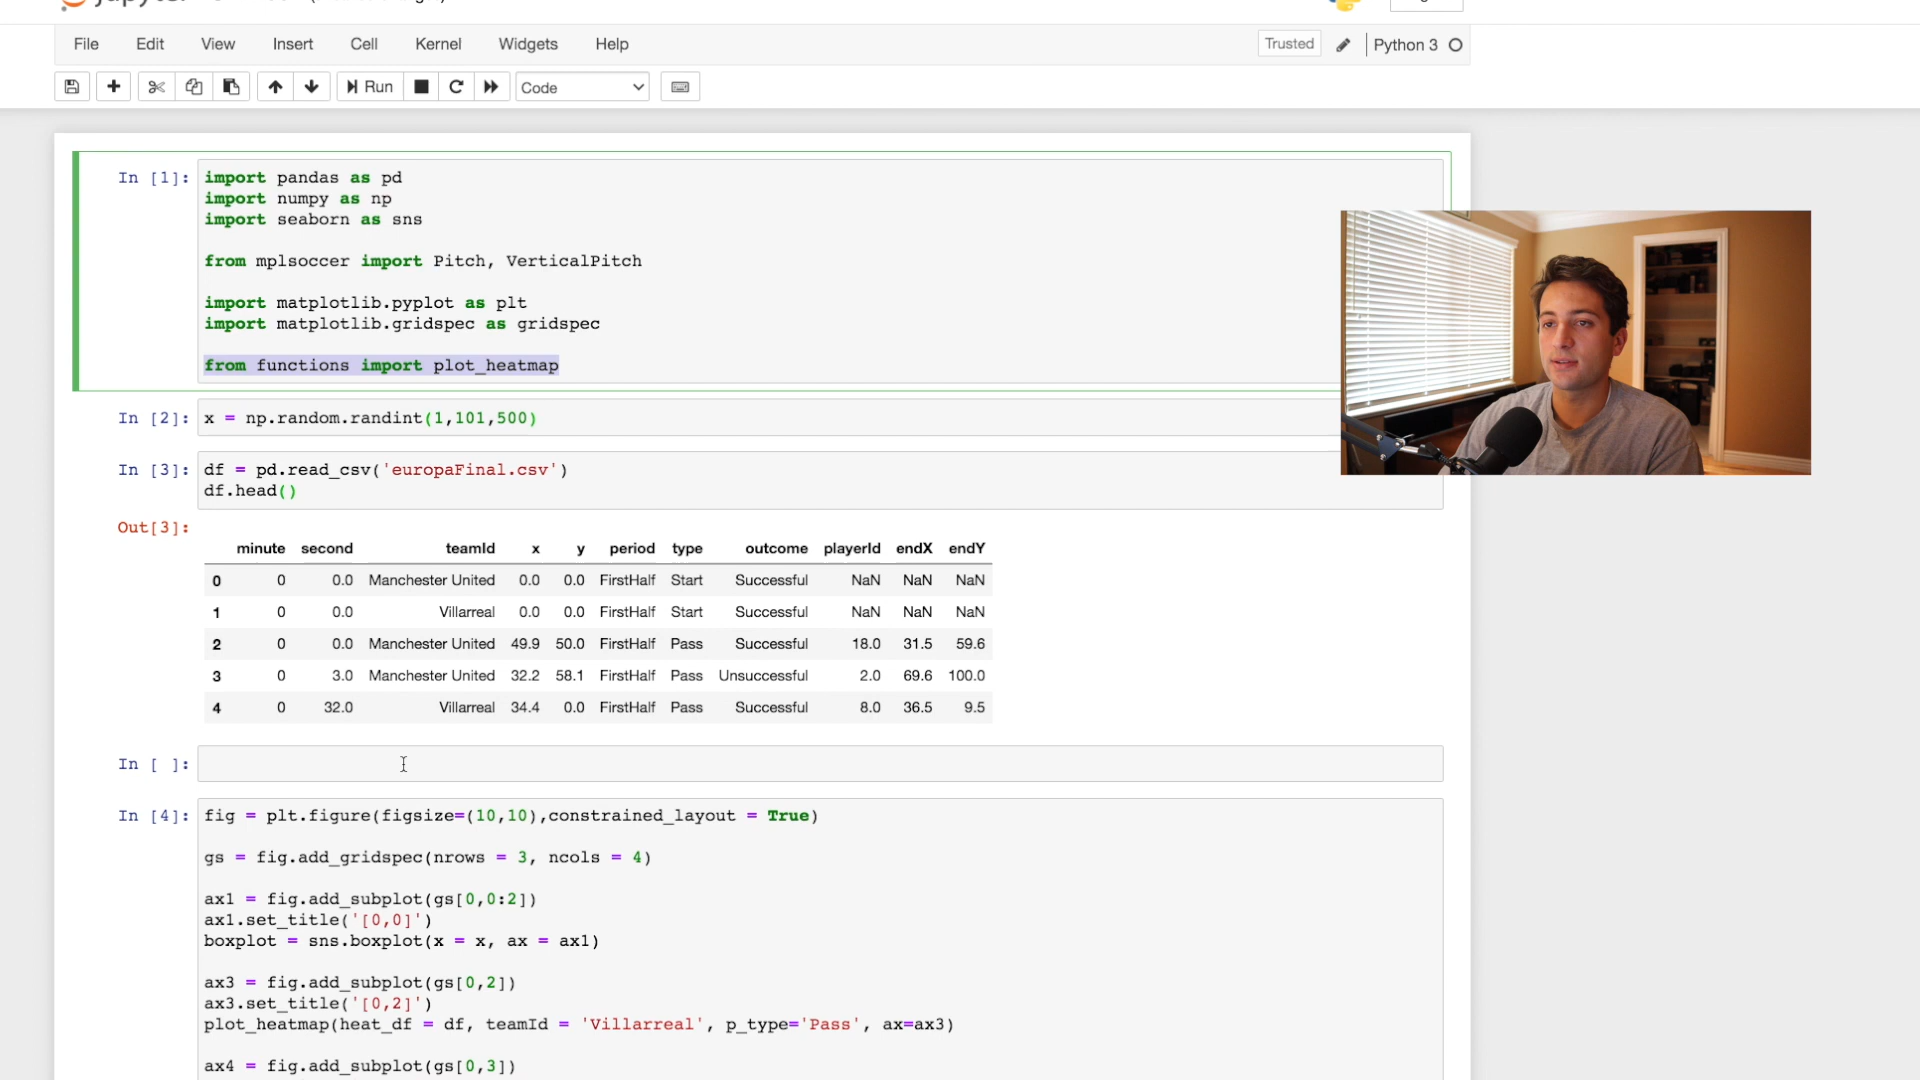 File Edit View Insert Cell Kernel Widgets Help Trusted Python 3
Run Code
In [1]: import pandas as pd
import numpy as np
import seaborn as sns
from mplsoccer import Pitch, VerticalPitch
import matplotlib.pyplot as plt
import matplotlib.gridspec as gridspec
from functions import plot_heatmap
In [2]: x = np.random.randint(1,101,500)
In [3]: df = pd.read_csv('europaFinal.csv')
df.head()
Out[3]:
minute second teamId x y period type outcome playerId endX endY
0 0 0.0 Manchester United 0.0 0.0 FirstHalf Start Successful NaN NaN NaN
1 0 0.0 Villarreal 0.0 0.0 FirstHalf Start Successful NaN NaN NaN
2 0 0.0 Manchester United 49.9 50.0 FirstHalf Pass Successful 18.0 31.5 59.6
3 0 3.0 Manchester United 32.2 58.1 FirstHalf Pass Unsuccessful 2.0 69.6 100.0
4 0 32.0 Villarreal 34.4 0.0 FirstHalf Pass Successful 8.0 36.5 9.5
In [ ]:
In [4]: fig = plt.figure(figsize=(10,10),constrained_layout = True)
gs = fig.add_gridspec(nrows = 3, ncols = 4)
ax1 = fig.add_subplot(gs[0,0:2])
ax1.set_title('[0,0]')
boxplot = sns.boxplot(x = x, ax = ax1)
ax3 = fig.add_subplot(gs[0,2])
ax3.set_title('[0,2]')
plot_heatmap(heat_df = df, teamId = 'Villarreal', p_type='Pass', ax=ax3)
ax4 = fig.add_subplot(gs[0,3])